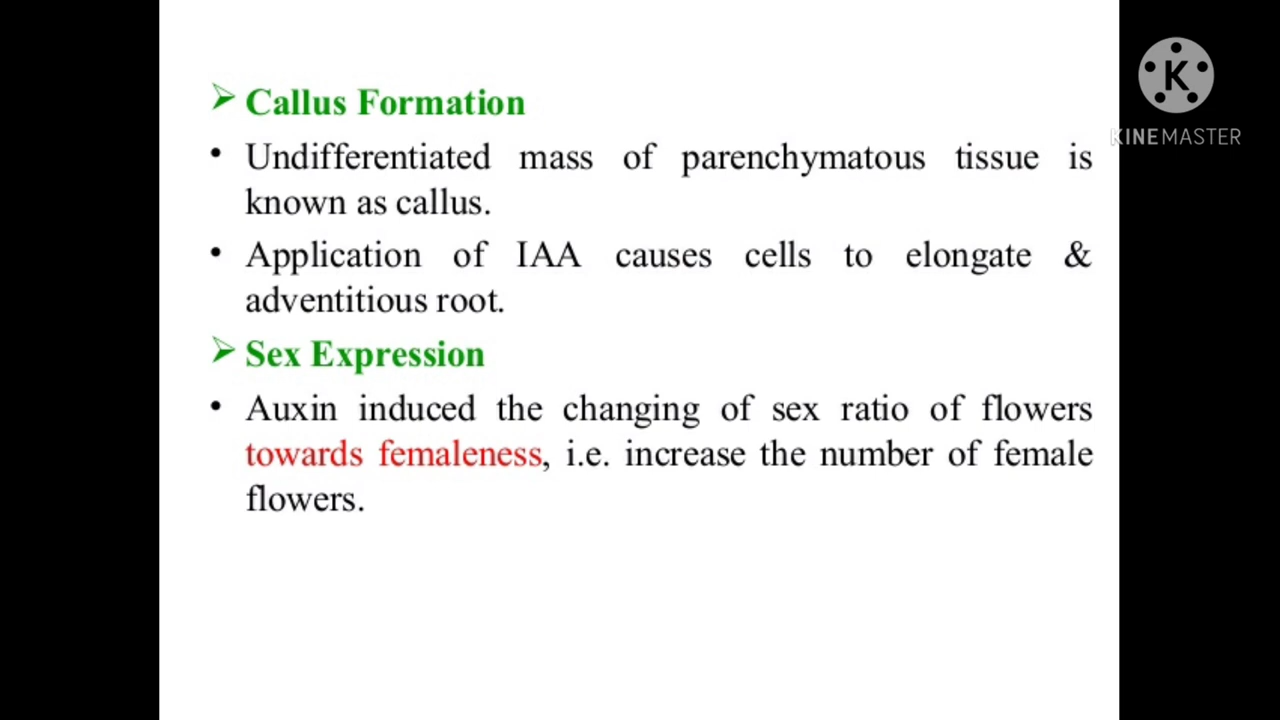 ➢ Callus Formation
• Undifferentiated mass of parenchymatous tissue is
known as callus.
• Application of IAA causes cells to elongate &
adventitious root.
➢ Sex Expression
• Auxin induced the changing of sex ratio of flowers
towards femaleness, i.e. increase the number of female
flowers.
K
KINEMASTER